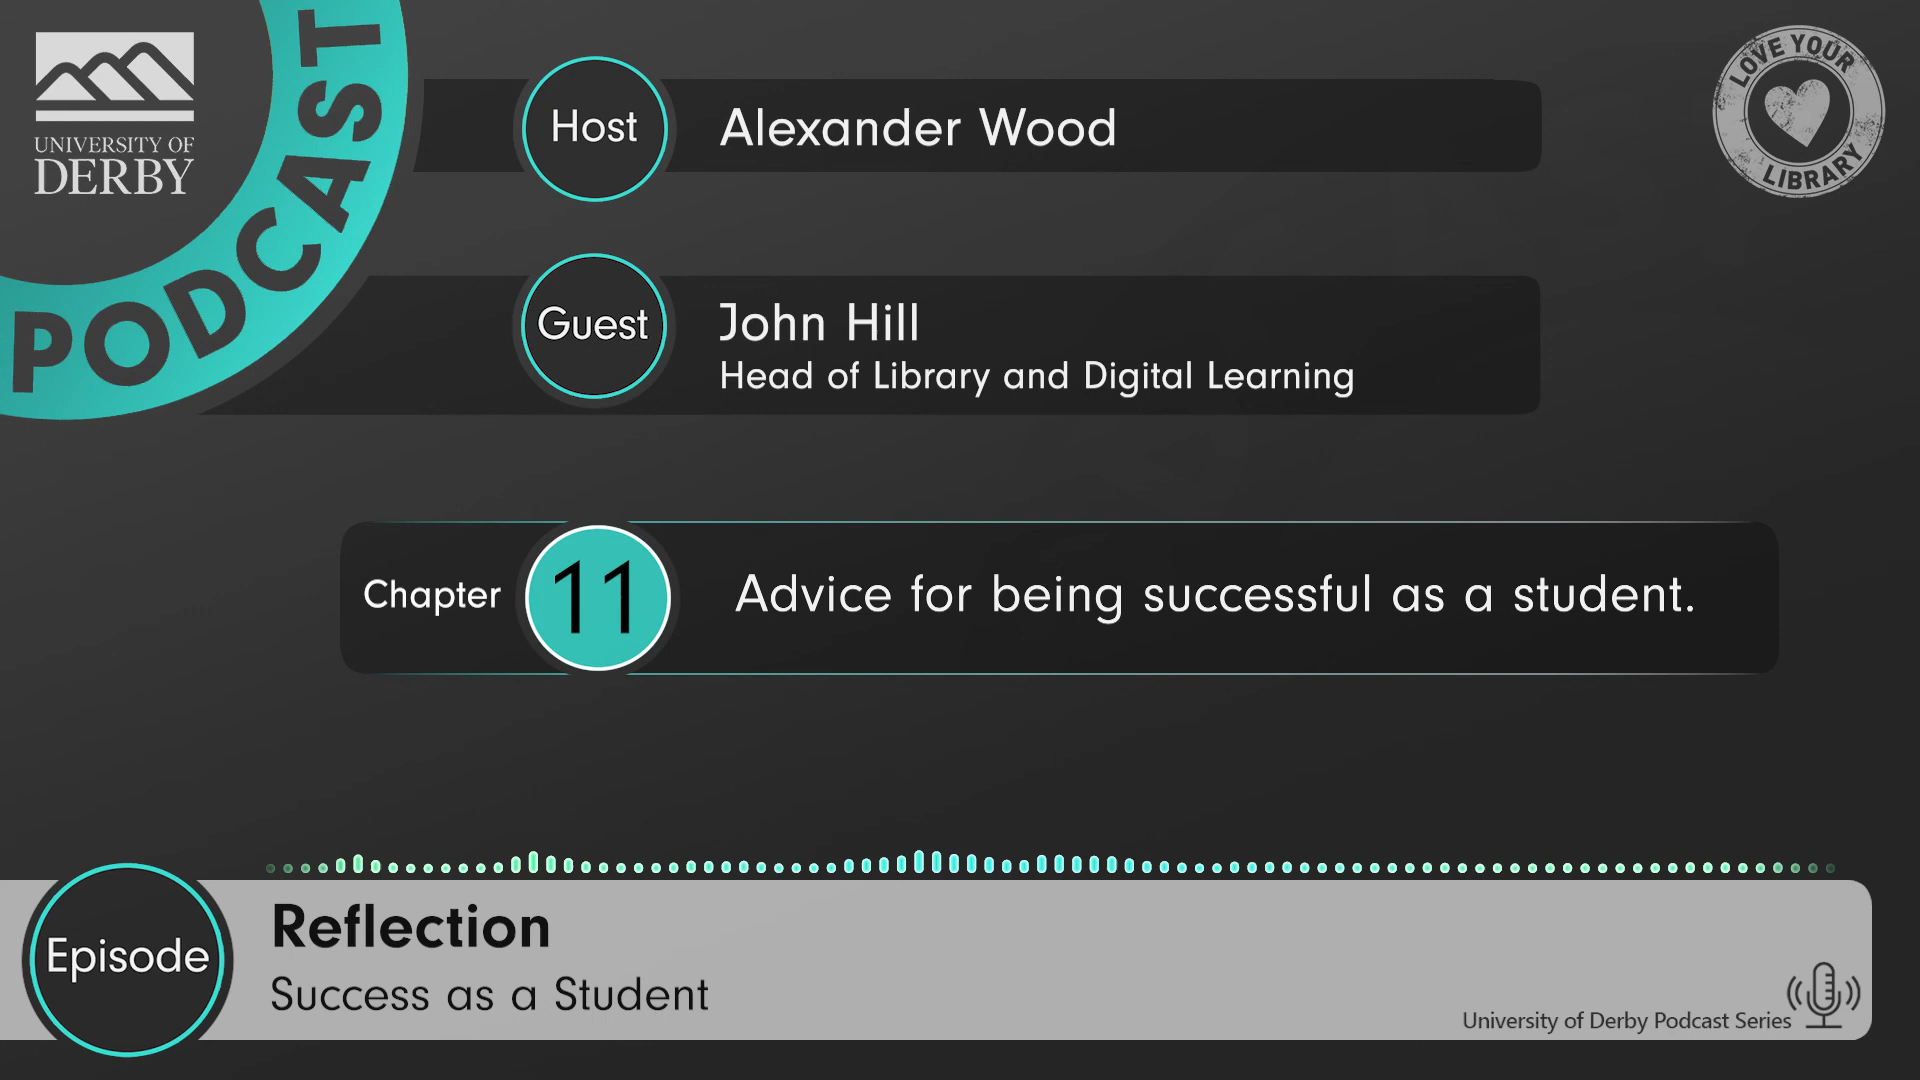 UNIVERSITY OF
DERBY
PODCAST
Host
Alexander Wood
LOVE YOUR
LIBRARY
Guest
John Hill
Head of Library and Digital Learning
Chapter
11
Advice for being successful as a student.
Episode
Reflection
Success as a Student
University of Derby Podcast Series